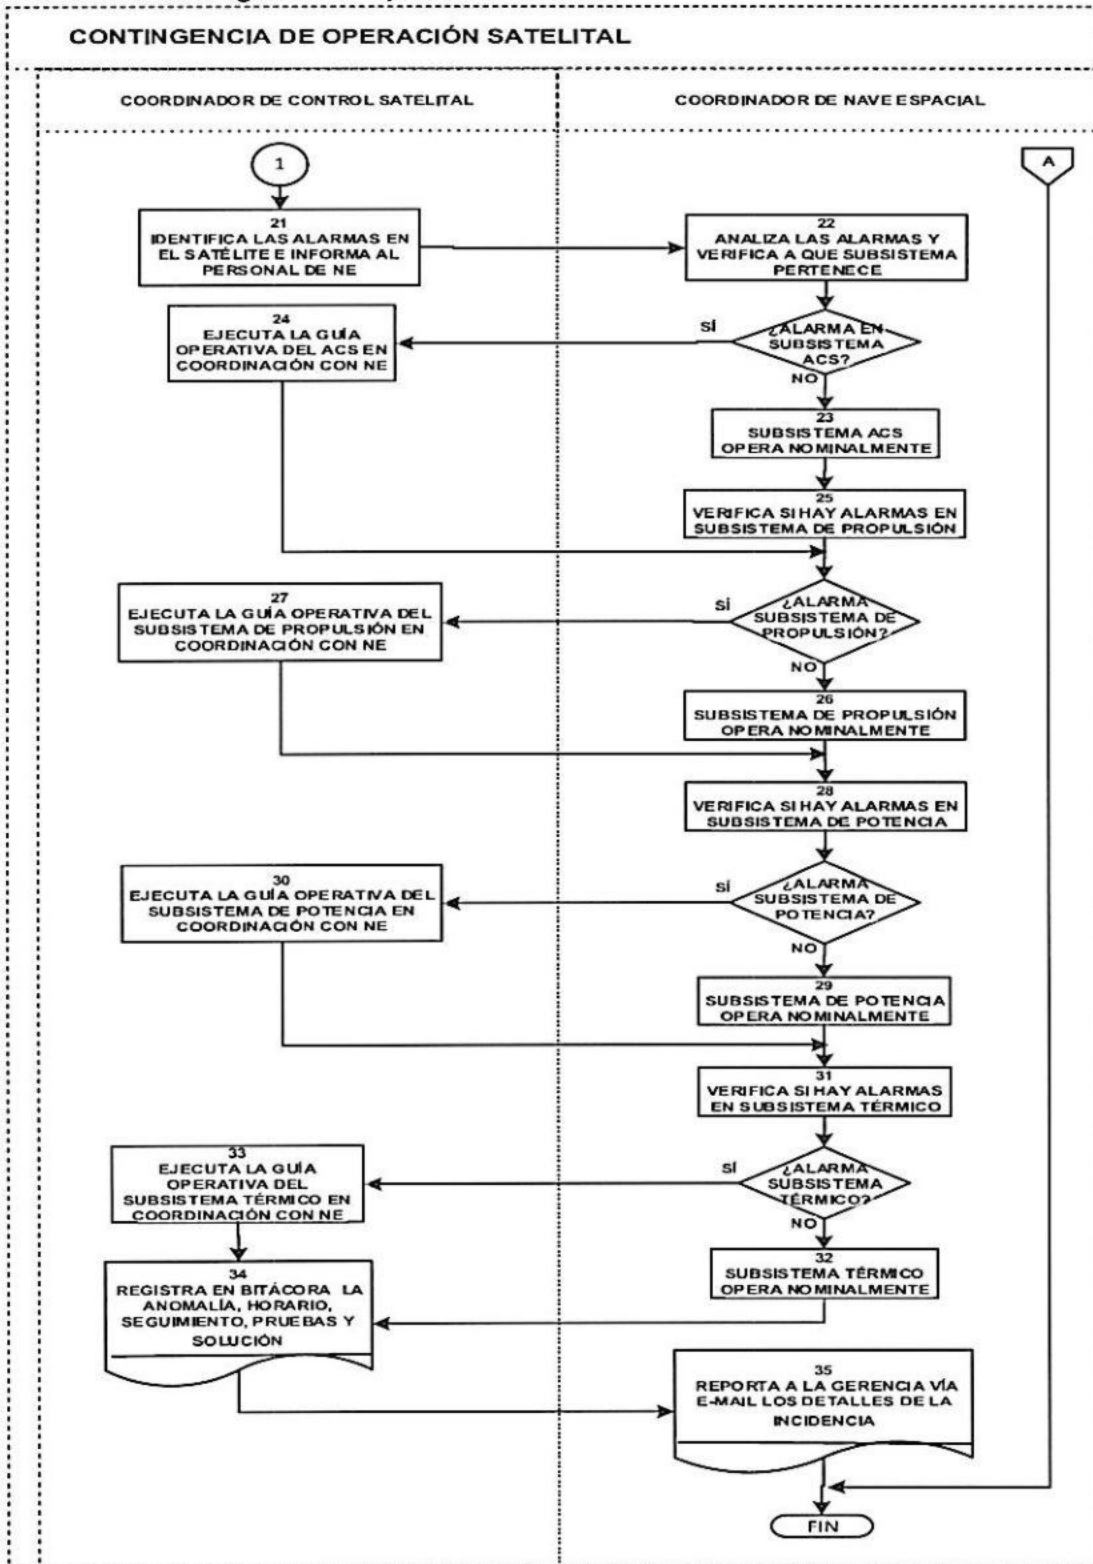 CONTINGENCIA DE OPERACIÓN SATELITAL
COORDINADOR DE CONTROL SATELITAL
COORDINADOR DE NAVE ESPACIAL
1
A
21
IDENTIFICA LAS ALARMAS EN
EL SATÉLITE E INFORMA AL
PERSONAL DE NE
22
ANALIZA LAS ALARMAS Y
VERIFICA A QUE SUBSISTEMA
PERTENECE
24
EJECUTA LA GUÍA
OPERATIVA DEL ACS EN
COORDINACIÓN CON NE
SÍ
¿ALARMA EN
SUBSISTEMA
ACS?
NO
23
SUBSISTEMA ACS
OPERA NOMINALMENTE
25
VERIFICA SI HAY ALARMAS EN
SUBSISTEMA DE PROPULSIÓN
27
EJECUTA LA GUÍA OPERATIVA DEL
SUBSISTEMA DE PROPULSIÓN EN
COORDINACIÓN CON NE
SÍ
¿ALARMA
SUBSISTEMA DE
PROPULSIÓN?
NO
26
SUBSISTEMA DE PROPULSIÓN
OPERA NOMINALMENTE
28
VERIFICA SI HAY ALARMAS EN
SUBSISTEMA DE POTENCIA
30
EJECUTA LA GUÍA OPERATIVA DEL
SUBSISTEMA DE POTENCIA EN
COORDINACIÓN CON NE
SÍ
¿ALARMA
SUBSISTEMA DE
POTENCIA?
NO
29
SUBSISTEMA DE POTENCIA
OPERA NOMINALMENTE
31
VERIFICA SI HAY ALARMAS
EN SUBSISTEMA TÉRMICO
33
EJECUTA LA GUÍA
OPERATIVA DEL
SUBSISTEMA TÉRMICO EN
COORDINACIÓN CON NE
SÍ
¿ALARMA
SUBSISTEMA
TÉRMICO?
NO
32
SUBSISTEMA TÉRMICO
OPERA NOMINALMENTE
34
REGISTRA EN BITÁCORA LA
ANOMALÍA, HORARIO,
SEGUIMIENTO, PRUEBAS Y
SOLUCIÓN
35
REPORTA A LA GERENCIA VÍA
E-MAIL LOS DETALLES DE LA
INCIDENCIA
FIN